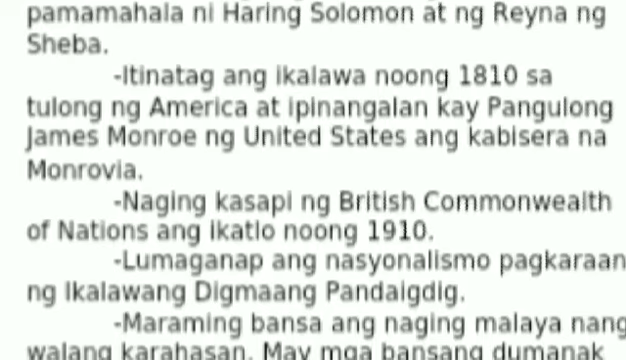 pamamahala ni Haring Solomon at ng Reyna ng
Sheba.
-Itinatag ang ikalawa noong 1810 sa
tulong ng America at ipinangalan kay Pangulong
James Monroe ng United States ang kabisera na
Monrovia.
-Naging kasapi ng British Commonwealth
of Nations ang ikatlo noong 1910.
-Lumaganap ang nasyonalismo pagkaraan
ng Ikalawang Digmaang Pandaigdig.
-Maraming bansa ang naging malaya nang
walang karahasan. May mga bansang dumanak